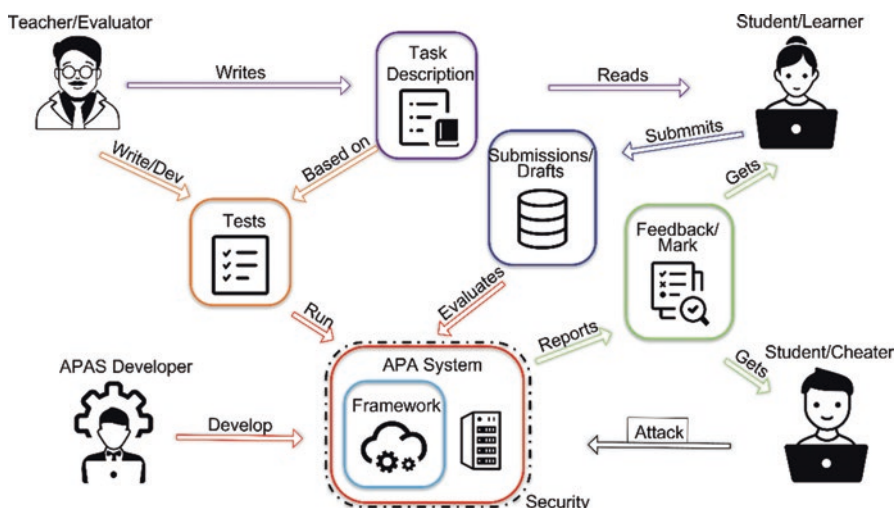 Teacher/Evaluator
Student/Learner
Task
Description
Writes
Reads
Submmits
Write/Dev
Based on
Submissions/
Drafts
Gets
Tests
Feedback/
Mark
Evaluates
Run
Reports
APAS Developer
APA System
Student/Cheater
Gets
Framework
Develop
Attack
Security